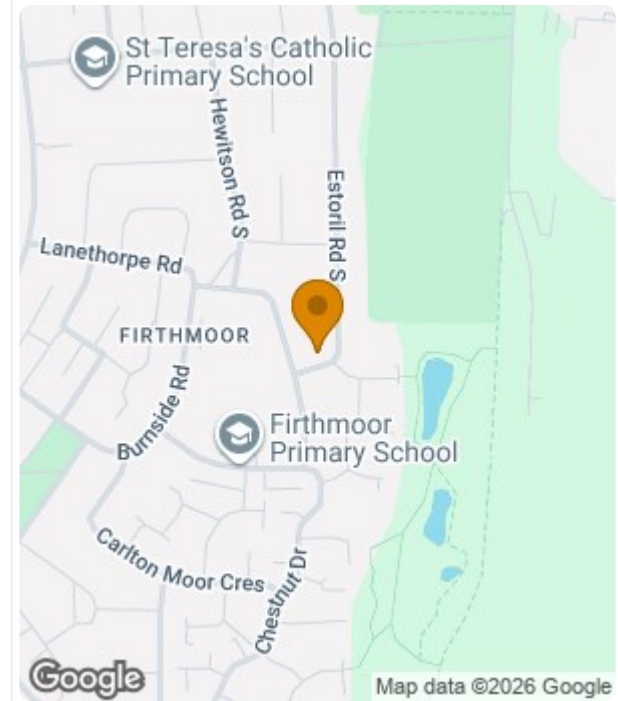 St Teresa's Catholic
Primary School
Hewitson Rd S
Estoril Rd S
Lanethorpe Rd
FIRTHMOOR
Burnside Rd
Firthmoor
Primary School
Carlton Moor Cres
Chestnut Dr
Google
Map data ©2026 Google